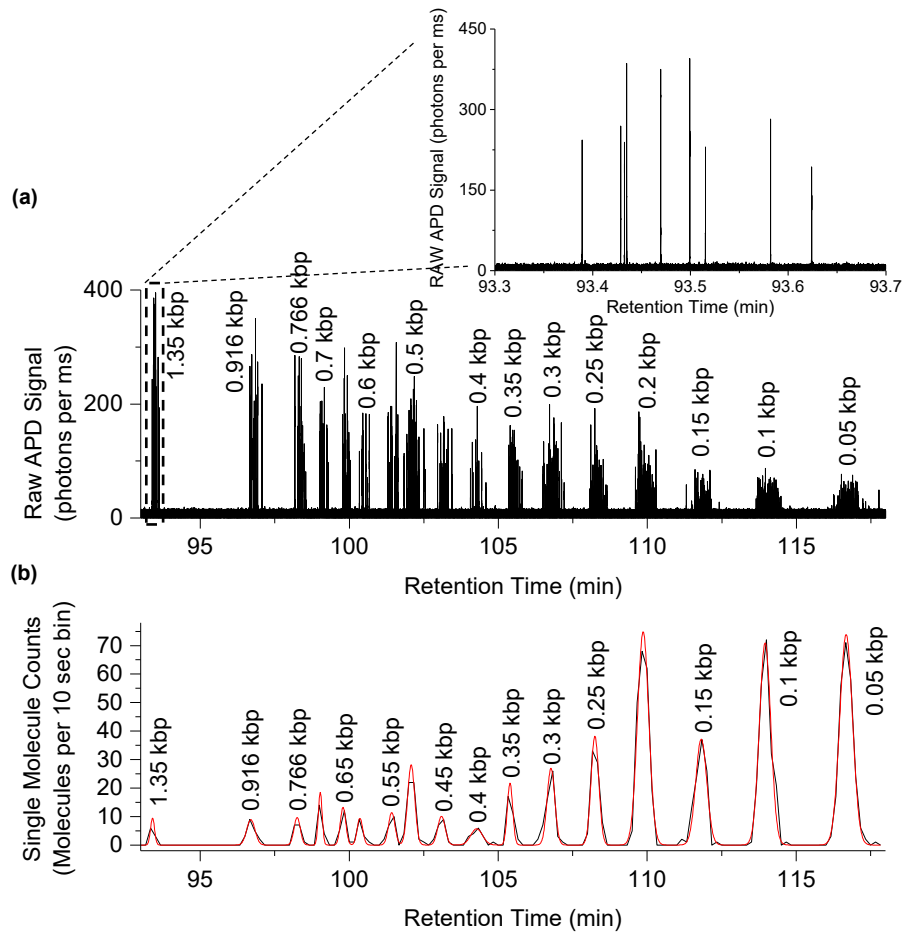 450
300
150
0
RAW APD Signal (photons per ms)
93.3 93.4 93.5 93.6 93.7
Retention Time (min)
(a)
400
200
0
Raw APD Signal
(photons per ms)
1.35 kbp
0.916 kbp
0.766 kbp
0.7 kbp
0.6 kbp
0.5 kbp
0.4 kbp
0.35 kbp
0.3 kbp
0.25 kbp
0.2 kbp
0.15 kbp
0.1 kbp
0.05 kbp
95 100 105 110 115
Retention Time (min)
(b)
70
60
50
40
30
20
10
0
Single Molecule Counts
(Molecules per 10 sec bin)
1.35 kbp
0.916 kbp
0.766 kbp
0.65 kbp
0.55 kbp
0.45 kbp
0.4 kbp
0.35 kbp
0.3 kbp
0.25 kbp
0.15 kbp
0.1 kbp
0.05 kbp
95 100 105 110 115
Retention Time (min)